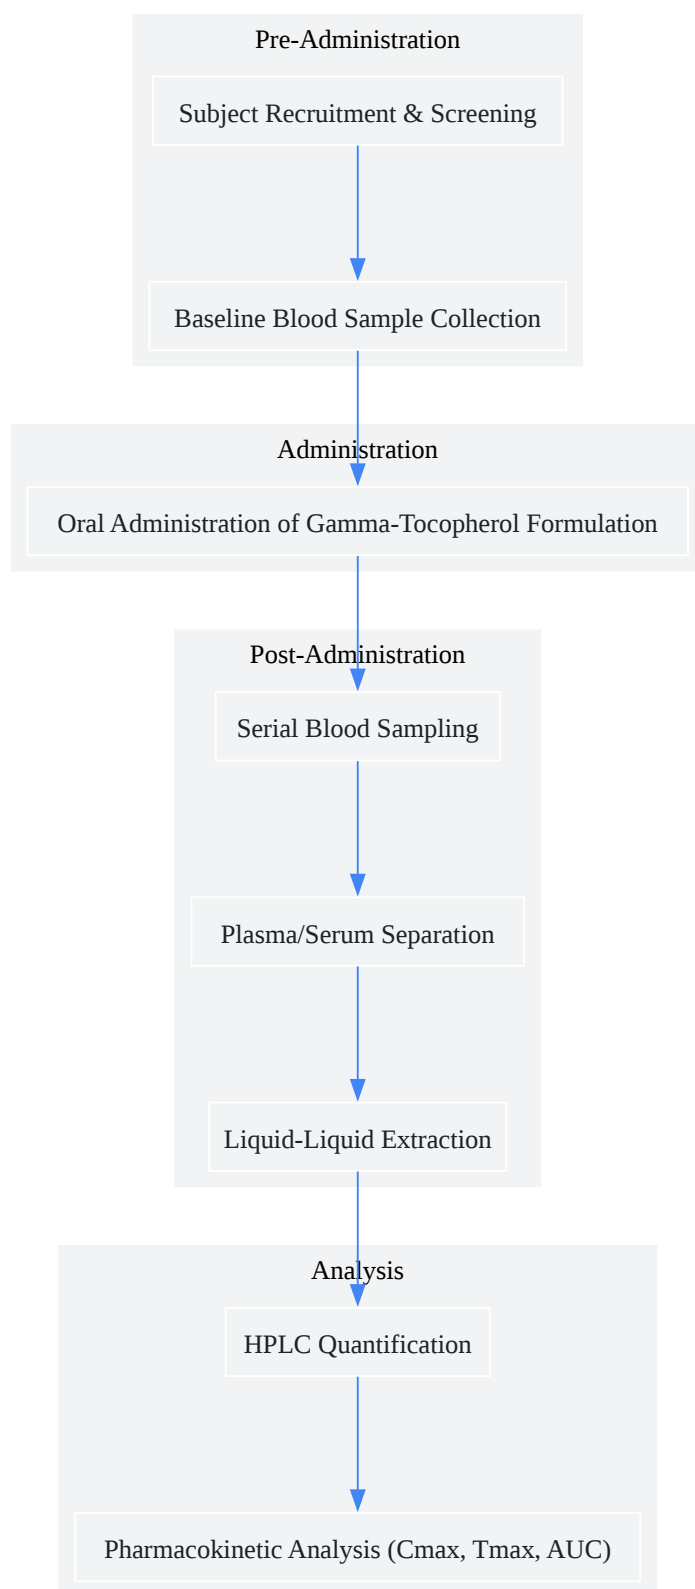 Pre-Administration
Subject Recruitment & Screening
Baseline Blood Sample Collection
Administration
Oral Administration of Gamma-Tocopherol Formulation
Post-Administration
Serial Blood Sampling
Plasma/Serum Separation
Liquid-Liquid Extraction
Analysis
HPLC Quantification
Pharmacokinetic Analysis (Cmax, Tmax, AUC)